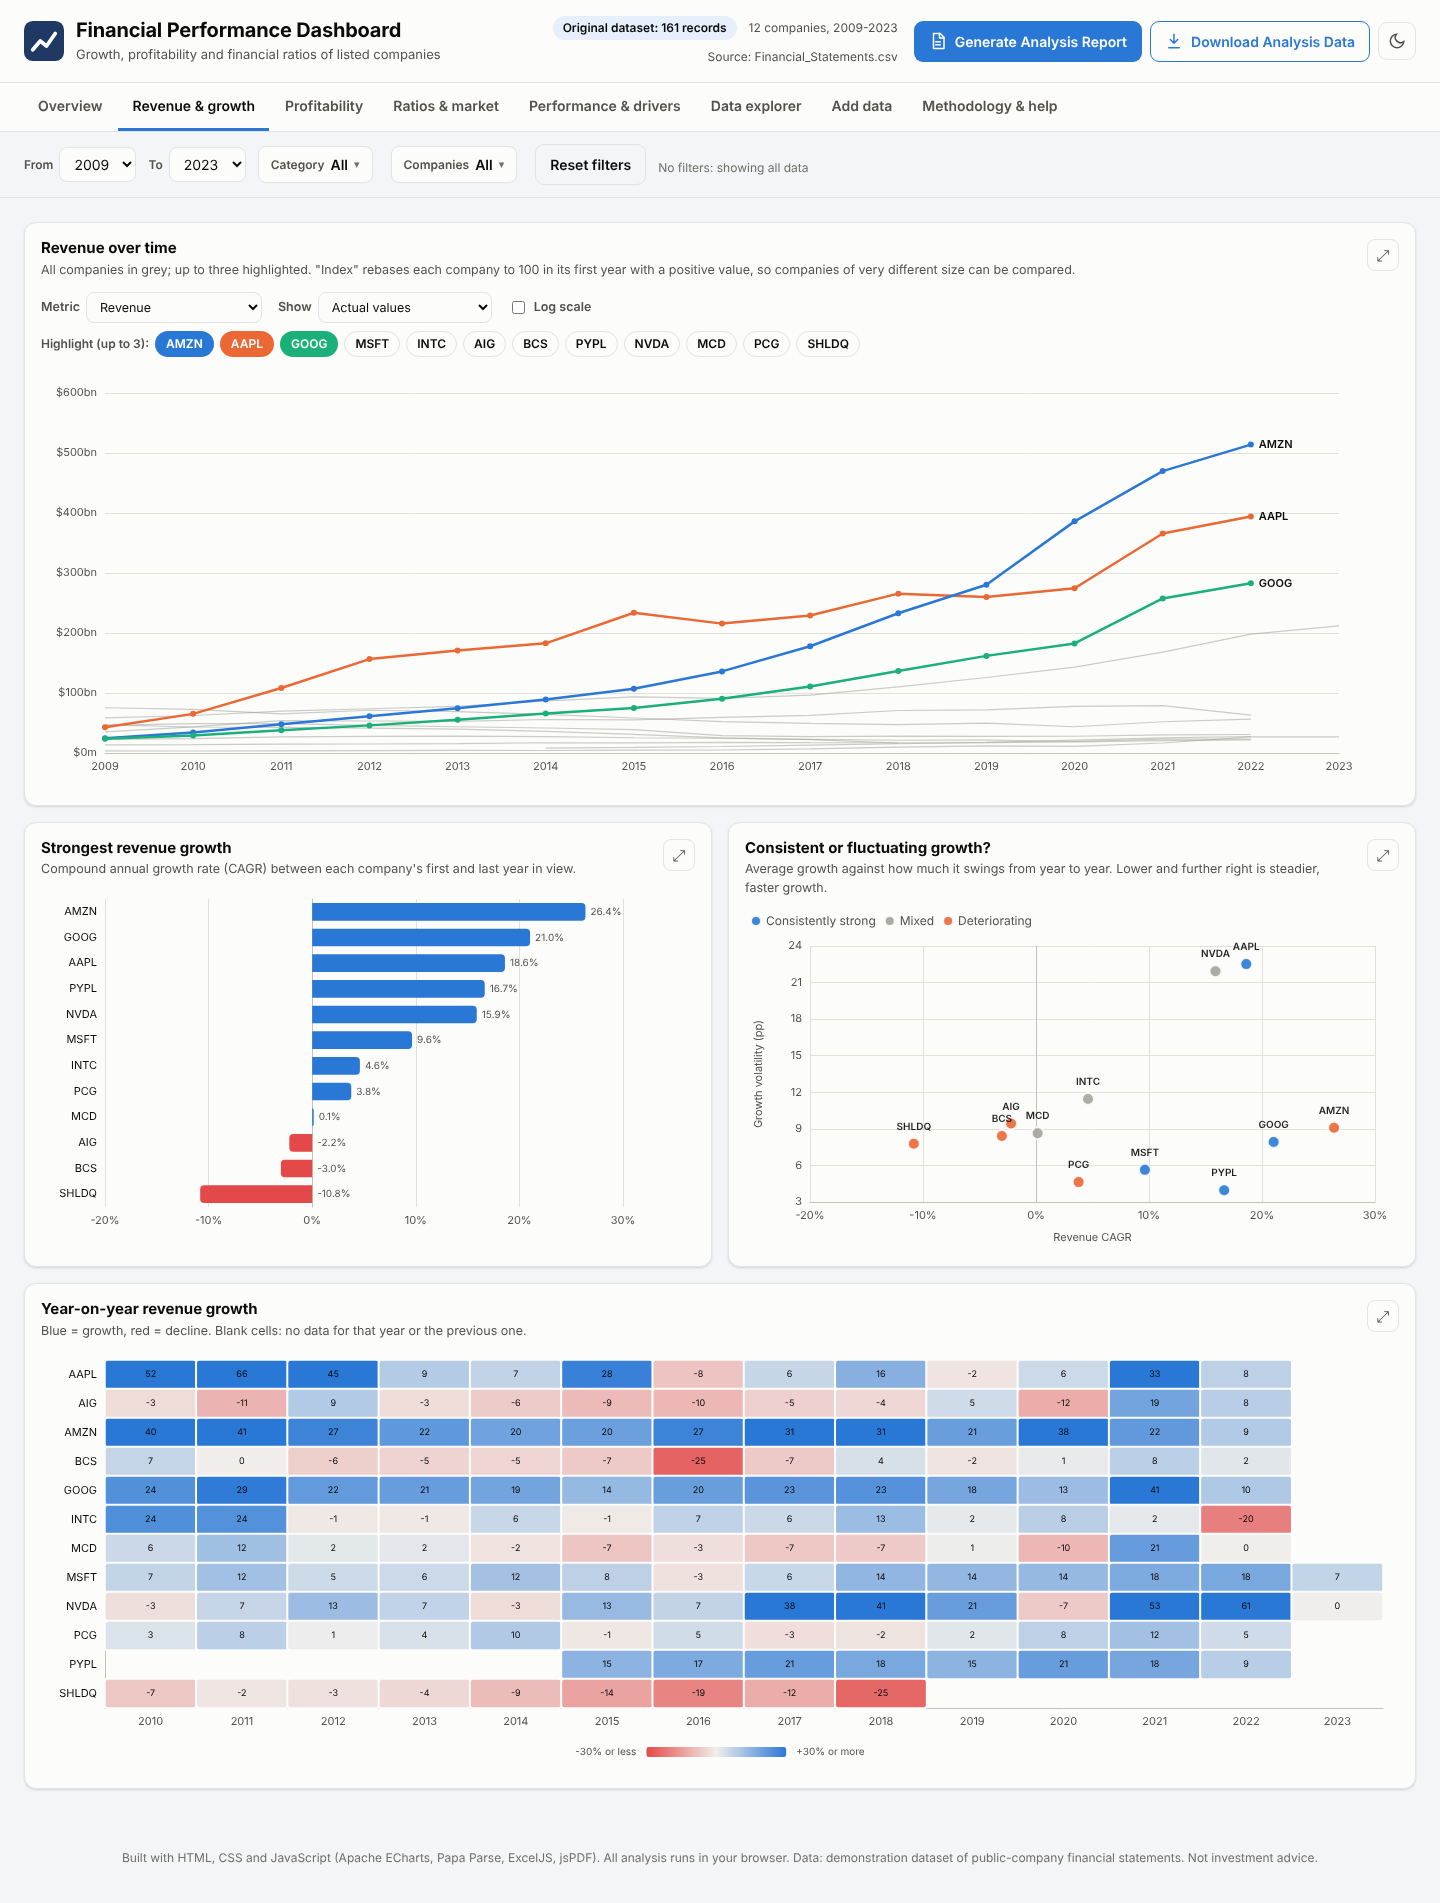 Financial Performance Dashboard
Growth, profitability and financial ratios of listed companies
Original dataset: 161 records 12 companies, 2009-2023
Source: Financial_Statements.csv
Generate Analysis Report
Download Analysis Data
Overview Revenue & growth Profitability Ratios & market Performance & drivers Data explorer Add data Methodology & help
From 2009 To 2023 Category All ▾ Companies All ▾ Reset filters No filters: showing all data
Revenue over time
All companies in grey; up to three highlighted. "Index" rebases each company to 100 in its first year with a positive value, so companies of very different size can be compared.
Metric Revenue Show Actual values Log scale
Highlight (up to 3): AMZN AAPL GOOG MSFT INTC AIG BCS PYPL NVDA MCD PCG SHLDQ
$600bn
$500bn
$400bn
$300bn
$200bn
$100bn
$0m
AMZN
AAPL
GOOG
2009 2010 2011 2012 2013 2014 2015 2016 2017 2018 2019 2020 2021 2022 2023
Strongest revenue growth
Compound annual growth rate (CAGR) between each company's first and last year in view.
AMZN 26.4%
GOOG 21.0%
AAPL 18.6%
PYPL 16.7%
NVDA 15.9%
MSFT 9.6%
INTC 4.6%
PCG 3.8%
MCD 0.1%
AIG -2.2%
BCS -3.0%
SHLDQ -10.8%
-20% -10% 0% 10% 20% 30%
Consistent or fluctuating growth?
Average growth against how much it swings from year to year. Lower and further right is steadier,
faster growth.
Consistently strong Mixed Deteriorating
Growth volatility (pp)
24
21
18
15
12
9
6
3
NVDA AAPL
INTC
AIG
BCS MCD
AMZN
SHLDQ
GOOG
MSFT
PCG
PYPL
-20% -10% 0% 10% 20% 30%
Revenue CAGR
Year-on-year revenue growth
Blue = growth, red = decline. Blank cells: no data for that year or the previous one.
AAPL 52 66 45 9 7 28 -8 6 16 -2 6 33 8
AIG -3 -11 9 -3 -6 -9 -10 -5 -4 5 -12 19 8
AMZN 40 41 27 22 20 20 27 31 31 21 38 22 9
BCS 7 0 -6 -5 -5 -7 -25 -7 4 -2 1 8 2
GOOG 24 29 22 21 19 14 20 23 23 18 13 41 10
INTC 24 24 -1 -1 6 -1 7 6 13 2 8 2 -20
MCD 6 12 2 2 -2 -7 -3 -7 -7 1 -10 21 0
MSFT 7 12 5 6 12 8 -3 6 14 14 14 18 18 7
NVDA -3 7 13 7 -3 13 7 38 41 21 -7 53 61 0
PCG 3 8 1 4 10 -1 5 -3 -2 2 8 12 5
PYPL 15 17 21 18 15 21 18 9
SHLDQ -7 -2 -3 -4 -9 -14 -19 -12 -25
2010 2011 2012 2013 2014 2015 2016 2017 2018 2019 2020 2021 2022 2023
-30% or less +30% or more
Built with HTML, CSS and JavaScript (Apache ECharts, Papa Parse, ExcelJS, jsPDF). All analysis runs in your browser. Data: demonstration dataset of public-company financial statements. Not investment advice.